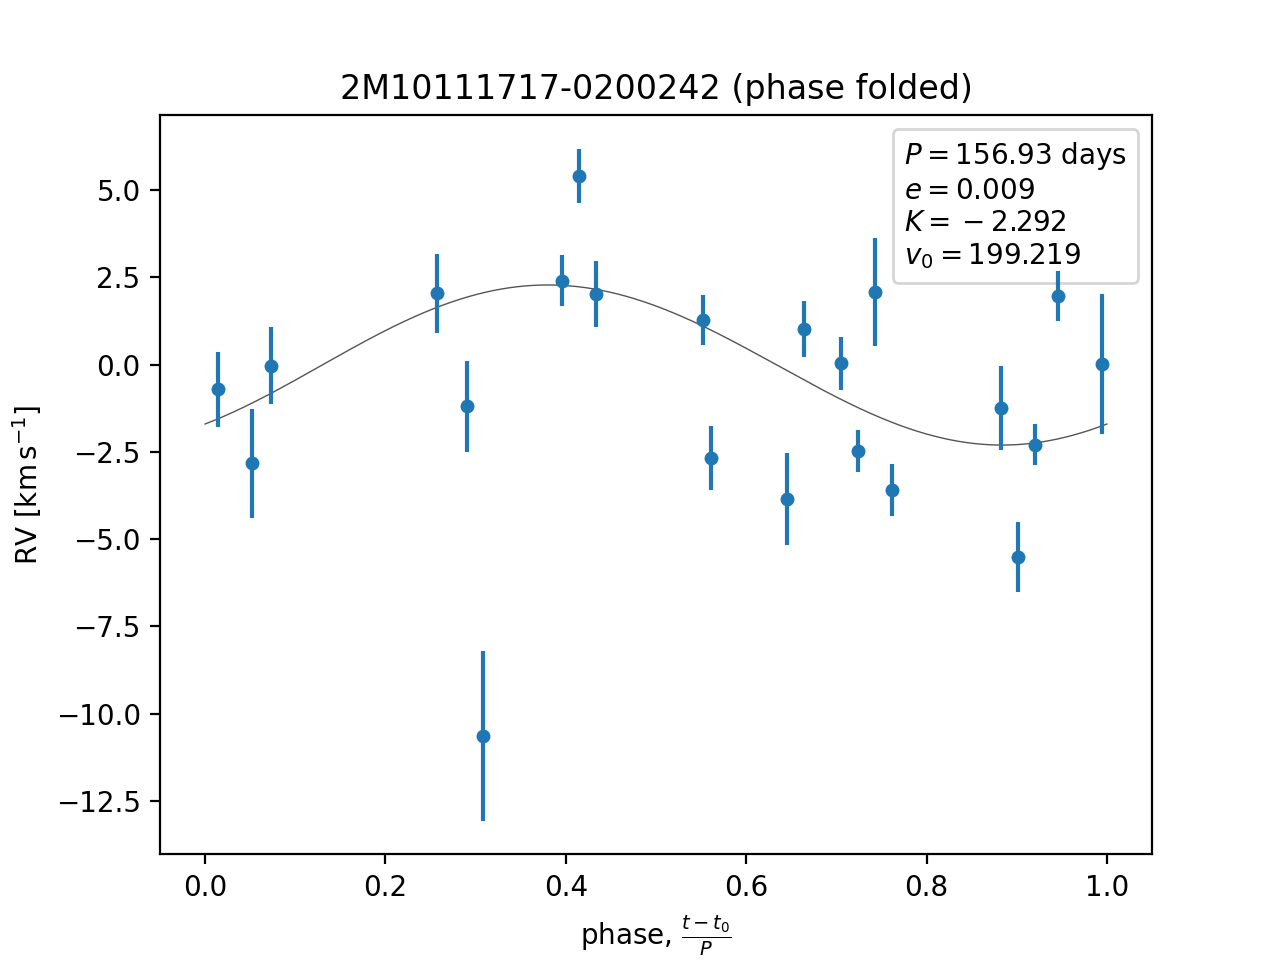 2M10111717-0200242 (phase folded)
P = 156.93 days
e = 0.009
K = −2.292
v₀ = 199.219
5.0
2.5
0.0
−2.5
−5.0
−7.5
−10.0
−12.5
RV [km s⁻¹]
0.0 0.2 0.4 0.6 0.8 1.0
phase, (t − t₀)/P